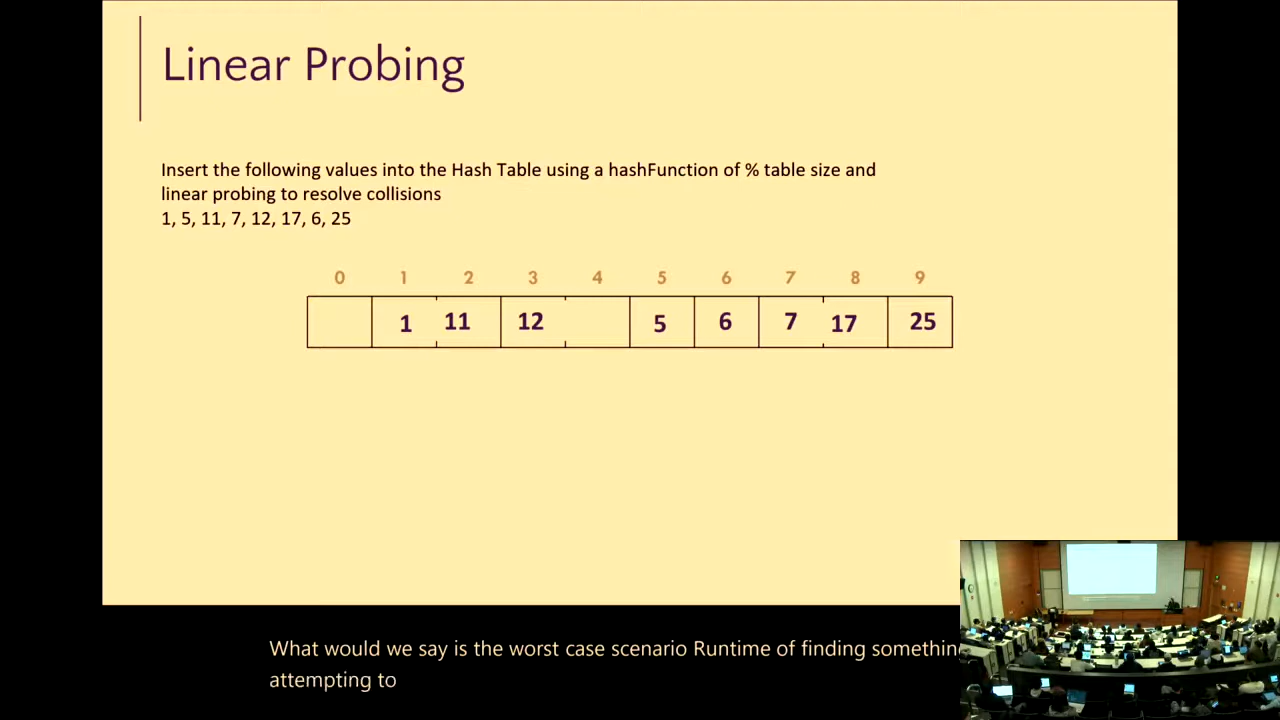 Linear Probing
Insert the following values into the Hash Table using a hashFunction of % table size and
linear probing to resolve collisions
1, 5, 11, 7, 12, 17, 6, 25
0 1 2 3 4 5 6 7 8 9
1 11 12 5 6 7 17 25
What would we say is the worst case scenario Runtime of finding somethin
attempting to